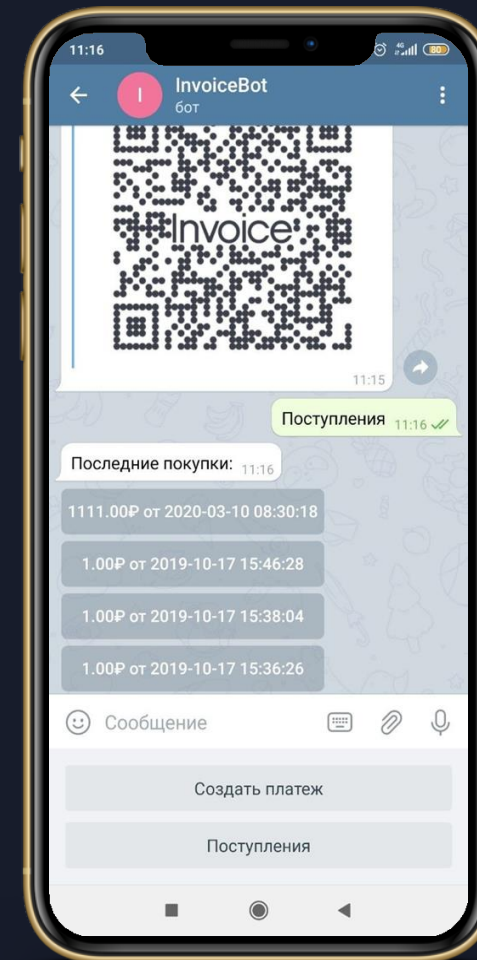 11:16
4G
80
InvoiceBot
I
бот
Invoice
11:15
Поступления 11:16
Последние покупки: 11:16
1111.00₽ от 2020-03-10 08:30:18
1.00₽ от 2019-10-17 15:46:28
1.00₽ от 2019-10-17 15:38:04
1.00₽ от 2019-10-17 15:36:26
Сообщение
Создать платеж
Поступления